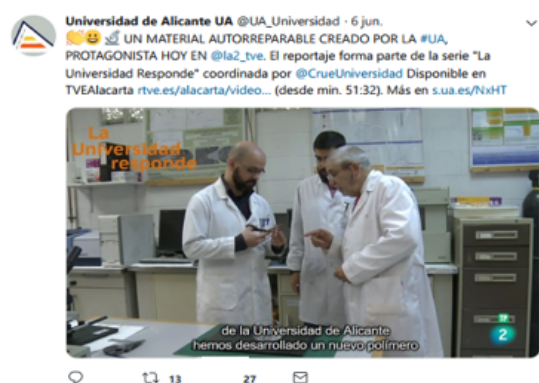 Universidad de Alicante UA @UA_Universidad · 6 jun.
👏😀🔬 UN MATERIAL AUTORREPARABLE CREADO POR LA #UA,
PROTAGONISTA HOY EN @la2_tve. El reportaje forma parte de la serie "La
Universidad Responde" coordinada por @CrueUniversidad Disponible en
TVEAlacarta rtve.es/alacarta/video... (desde min. 51:32). Más en s.ua.es/NxHT
La
Universidad
responde
de la Universidad de Alicante
hemos desarrollado un nuevo polímero
2
13 27